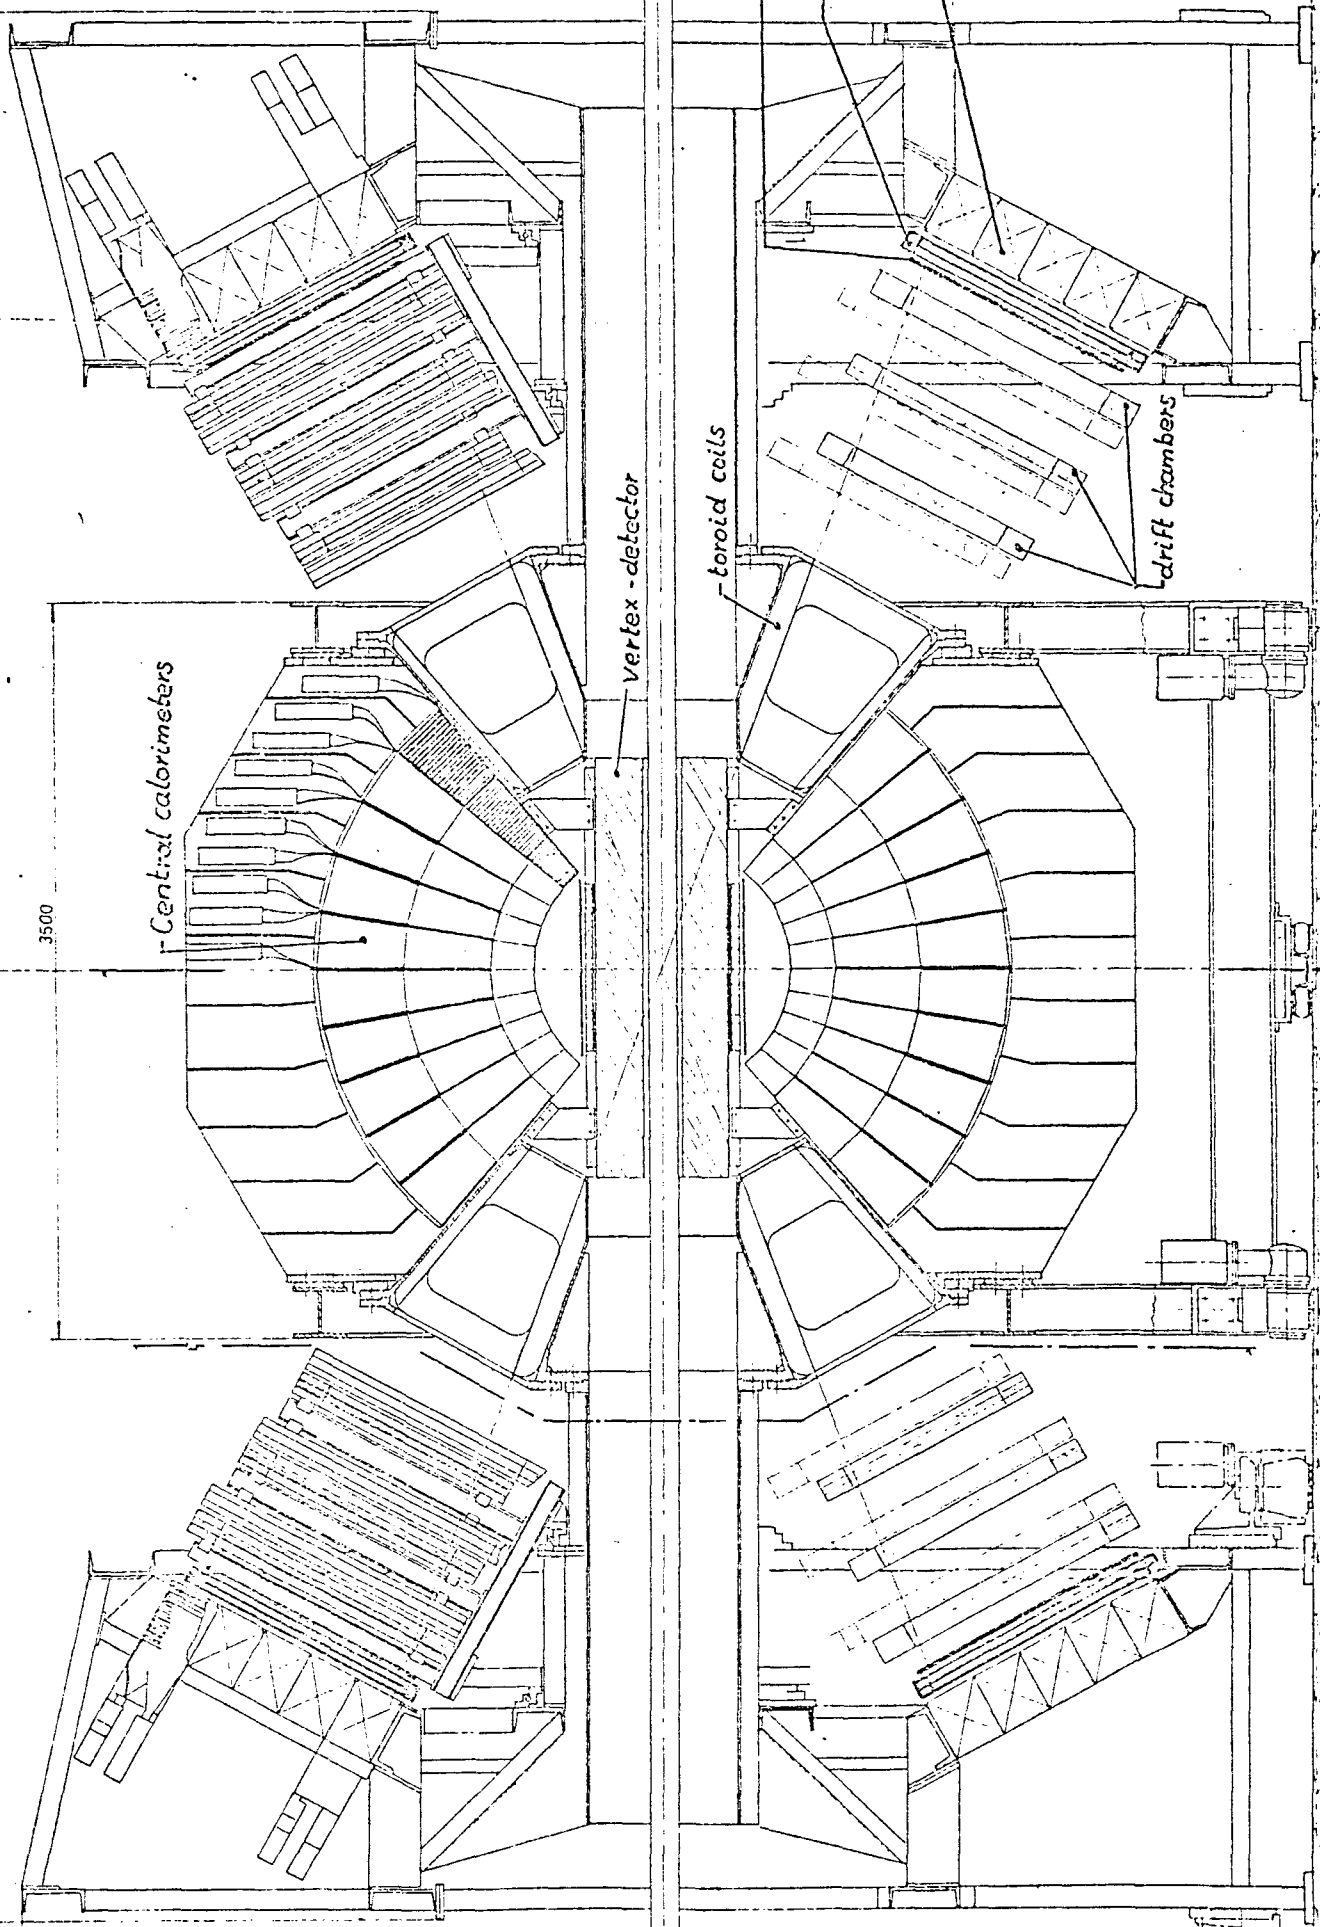 3500
Central calorimeters
vertex-detector
toroid coils
drift chambers